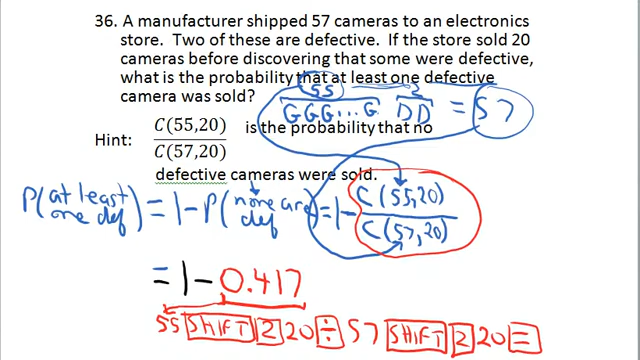 36. A manufacturer shipped 57 cameras to an electronics
store. Two of these are defective. If the store sold 20
cameras before discovering that some were defective,
what is the probability that at least one defective
camera was sold?
55 2
GGG...G DD = 57
Hint: C(55,20) / C(57,20) is the probability that no
defective cameras were sold.
P(at least one def) = 1 - P(none are def) = 1 - C(55,20) / C(57,20)
= 1 - 0.417
55 SHIFT 2 20 ÷ 57 SHIFT 2 20 =